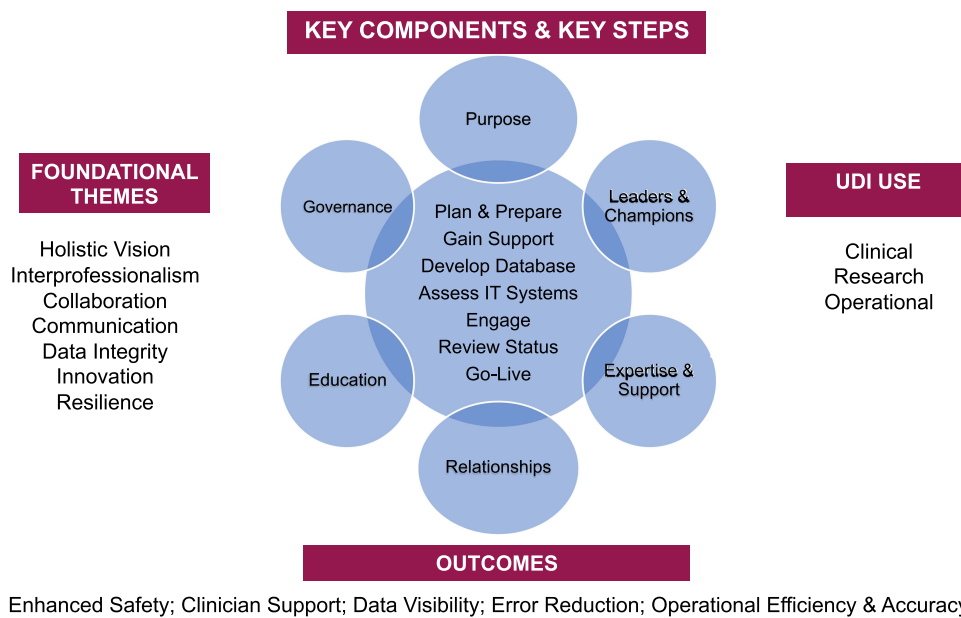 KEY COMPONENTS & KEY STEPS
Purpose
FOUNDATIONAL
THEMES
Holistic Vision
Interprofessionalism
Collaboration
Communication
Data Integrity
Innovation
Resilience
Governance
Leaders &
Champions
Plan & Prepare
Gain Support
Develop Database
Assess IT Systems
Engage
Review Status
Go-Live
Education
Expertise &
Support
Relationships
UDI USE
Clinical
Research
Operational
OUTCOMES
Enhanced Safety; Clinician Support; Data Visibility; Error Reduction; Operational Efficiency & Accuracy